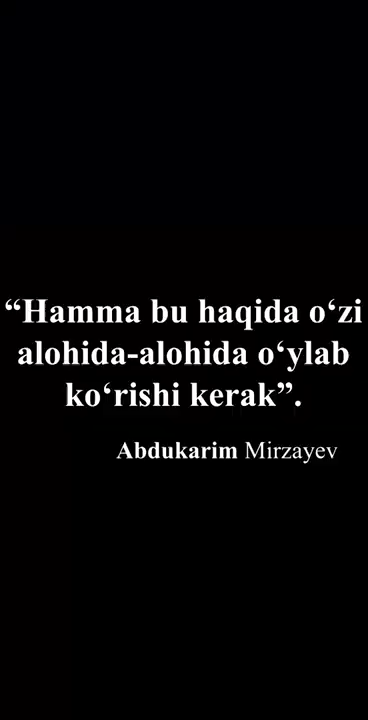 “Hamma bu haqida o‘zi
alohida-alohida o‘ylab
ko‘rishi kerak”.
Abdukarim Mirzayev